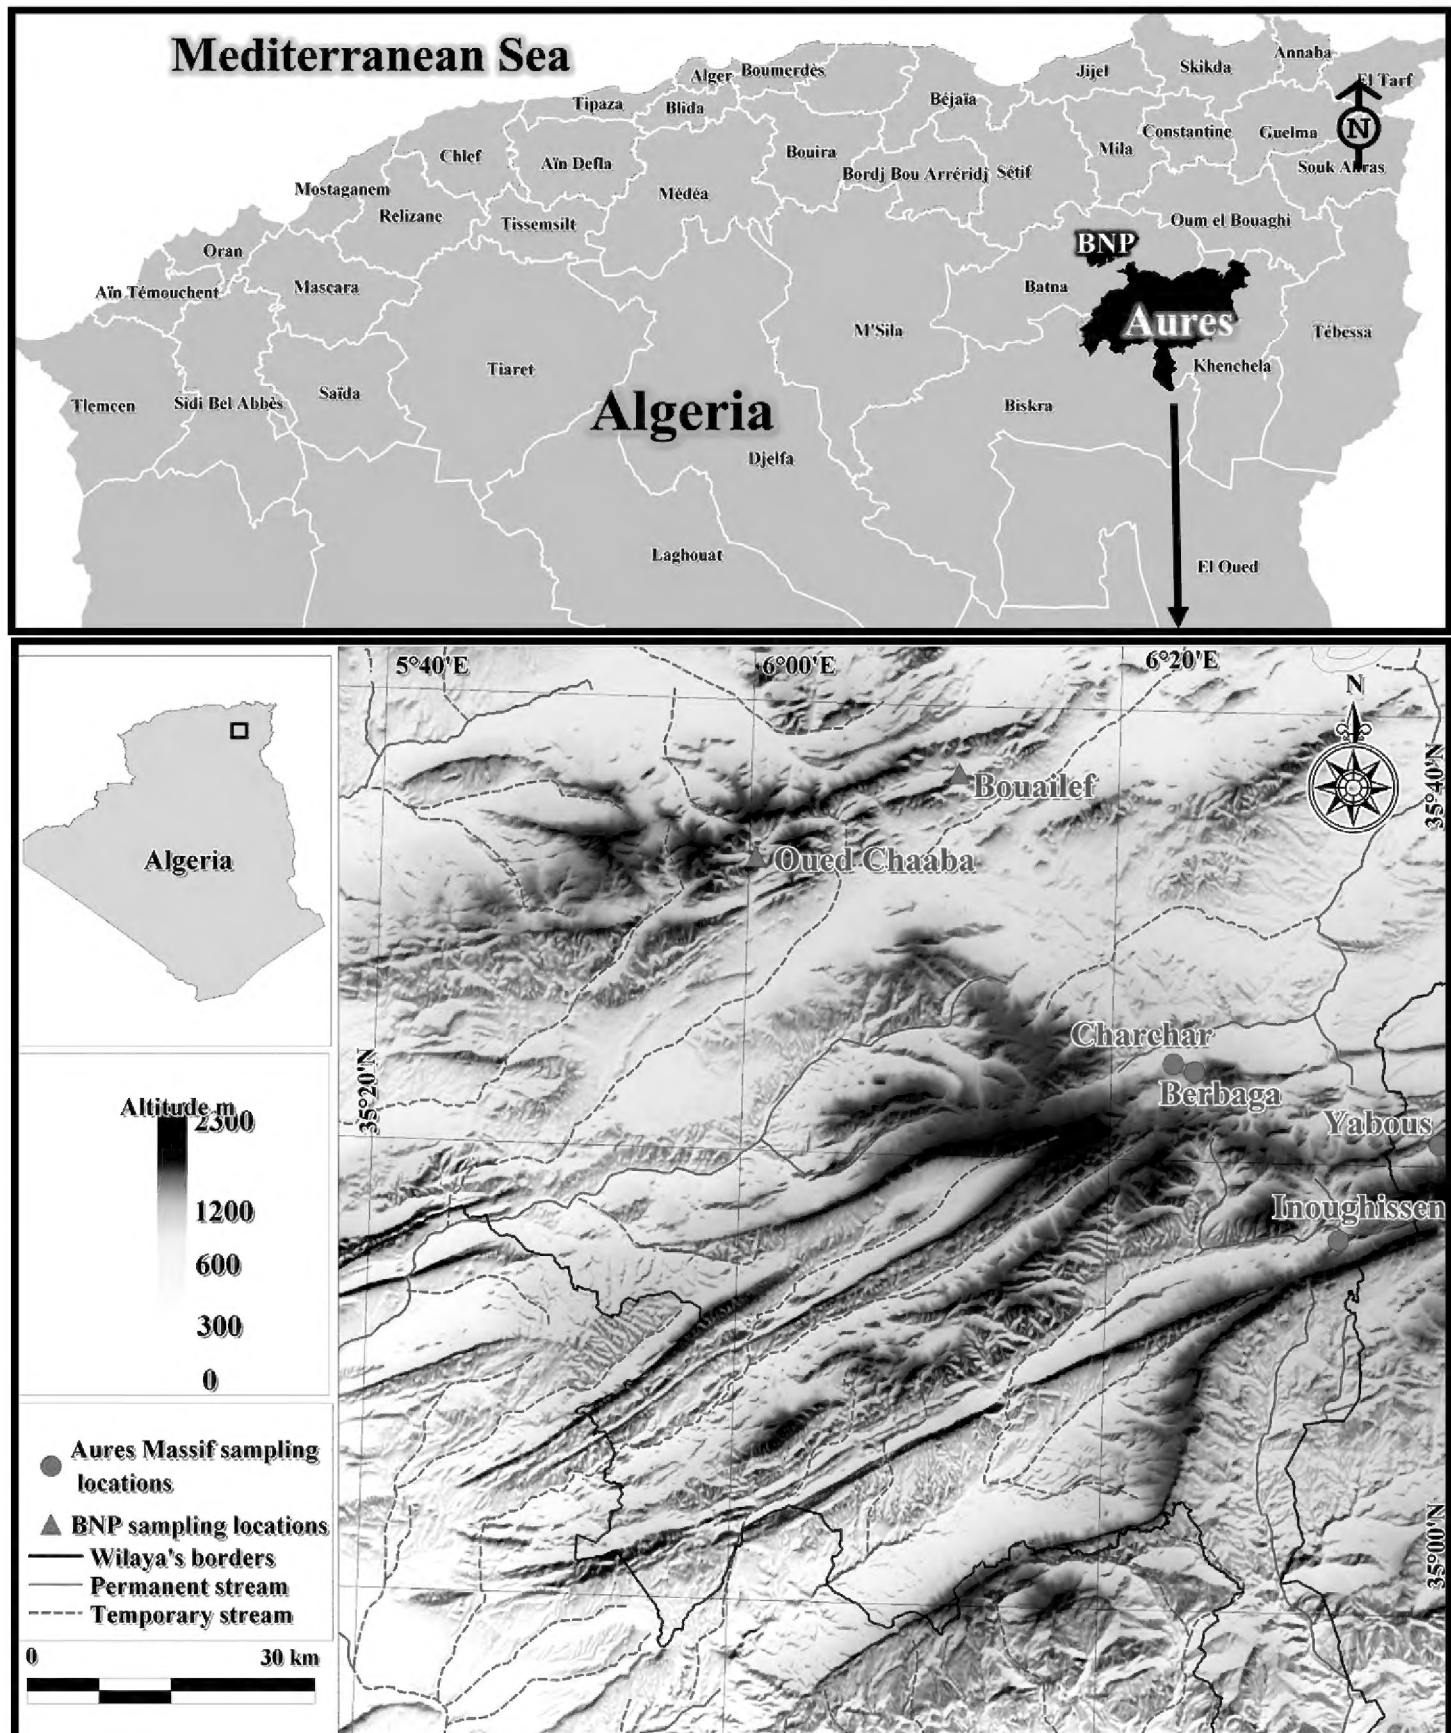 Mediterranean Sea
Annaba
Skikda
Jijel
Alger
Boumerdès
El Tarf
Tipaza
Blida
Béjaïa
Constantine
Guelma
N
Chlef
Aïn Defla
Bouira
Mila
Bordj Bou Arréridj
Sétif
Souk Ahras
Mostaganem
Médéa
Relizane
Tissemsilt
Oum el Bouaghi
Oran
BNP
Aïn Témouchent
Mascara
Batna
Aures
M'Sila
Tébessa
Tiaret
Khenchela
Saïda
Tlemcen
Sidi Bel Abbès
Algeria
Biskra
Djelfa
Laghouat
El Oued
5°40'E
6°00'E
6°20'E
N
35°40'N
Bouailef
Oued Chaaba
Algeria
Charchar
Berbaga
35°20'N
Yabous
Inoughissen
35°00'N
Altitude m
2300
1200
600
300
0
Aures Massif sampling
locations
BNP sampling locations
Wilaya's borders
Permanent stream
Temporary stream
0
30 km